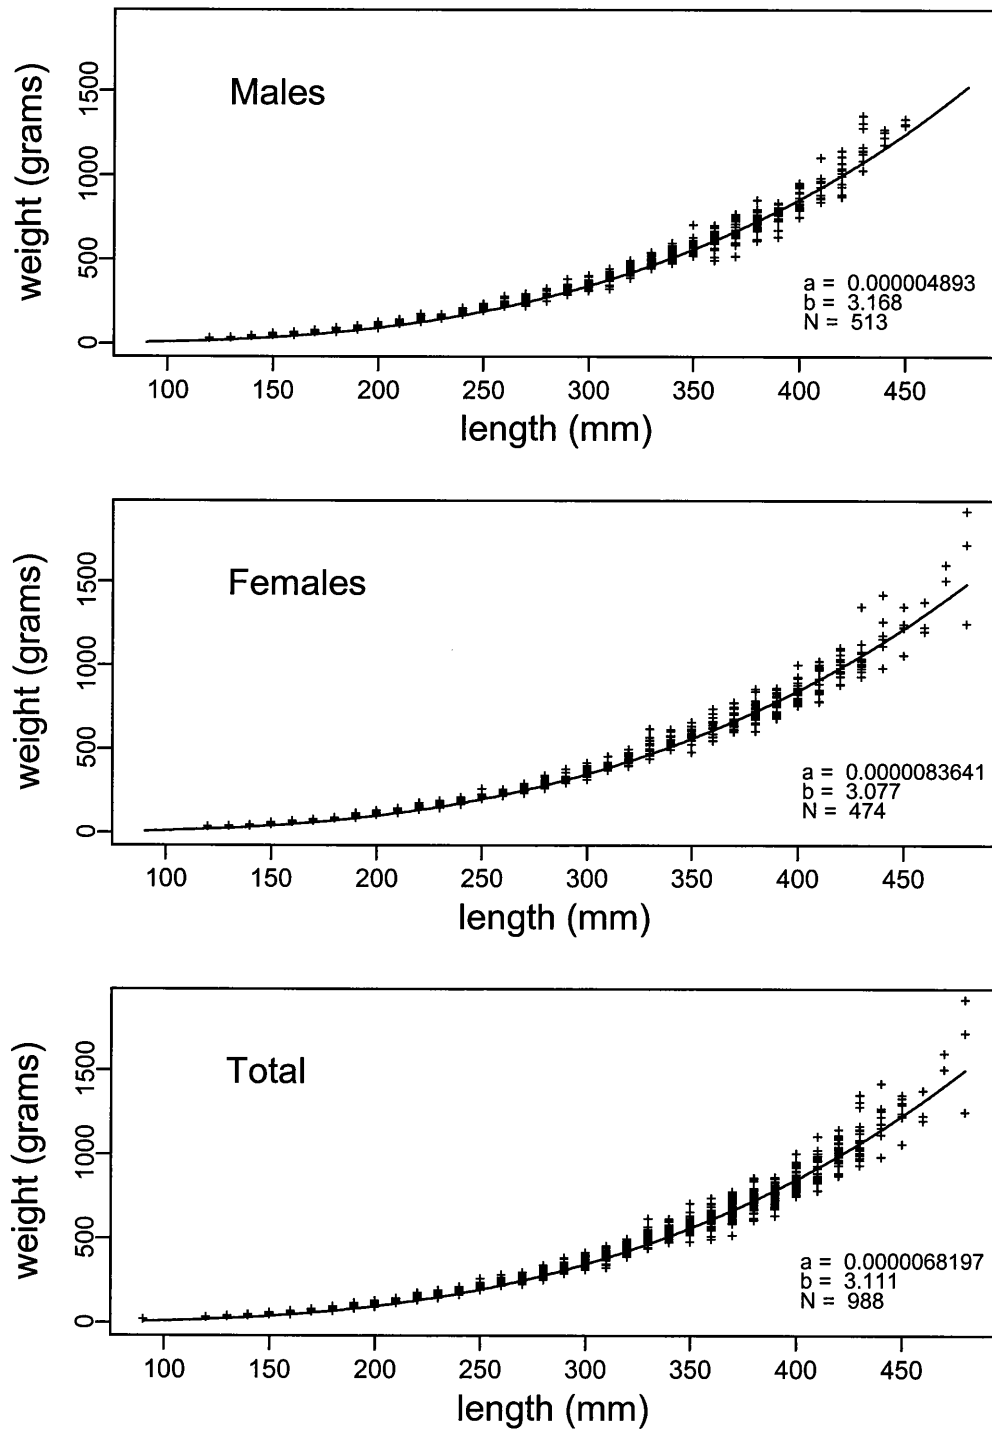 Males
weight (grams)
0 500 1000 1500
a = 0.000004893
b = 3.168
N = 513
100 150 200 250 300 350 400 450
length (mm)
Females
weight (grams)
0 500 1000 1500
a = 0.0000083641
b = 3.077
N = 474
100 150 200 250 300 350 400 450
length (mm)
Total
weight (grams)
0 500 1000 1500
a = 0.0000068197
b = 3.111
N = 988
100 150 200 250 300 350 400 450
length (mm)